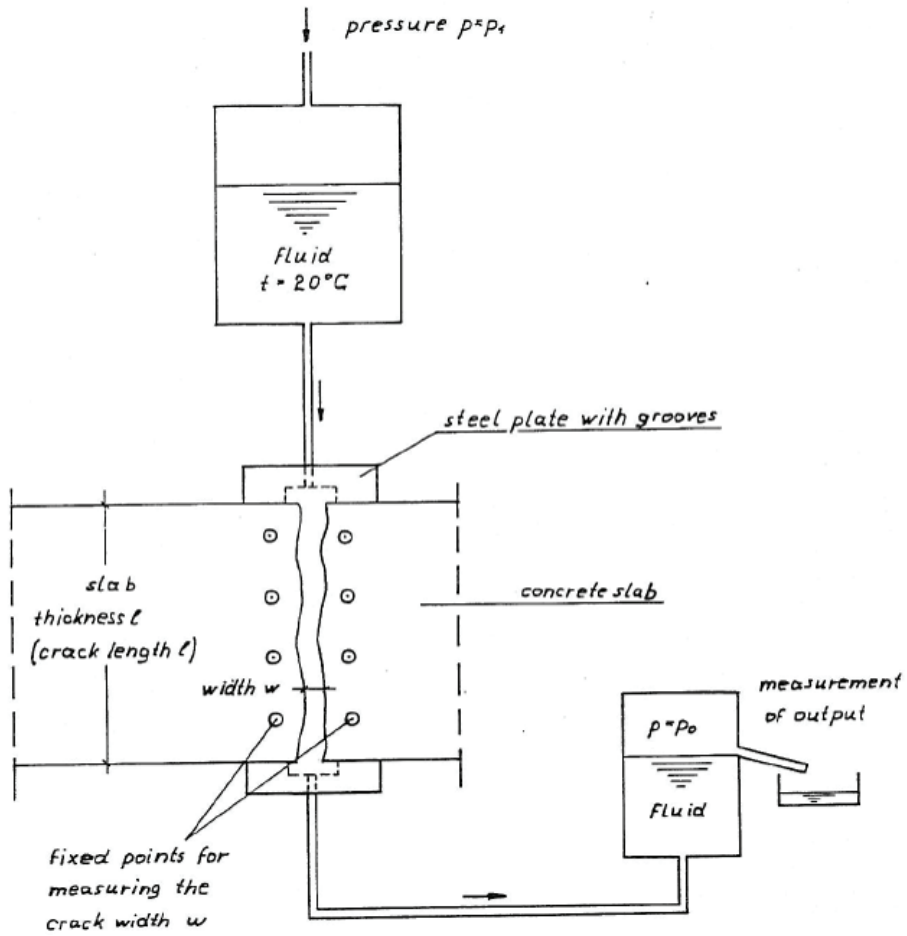 pressure p=p₁
Fluid
t = 20°C
steel plate with grooves
slab
thickness ℓ
(crack length ℓ)
concrete slab
width w
measurement
of output
p=p₀
Fluid
fixed points for
measuring the
crack width w